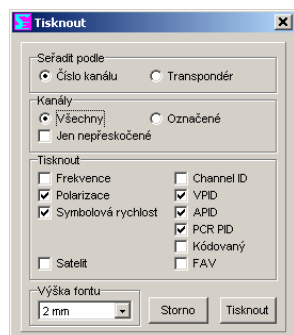 Tisknout
Seřadit podle
Číslo kanálu Transpondér
Kanály
Všechny Označené
Jen nepřeskočené
Tisknout
Frekvence Channel ID
Polarizace VPID
Symbolová rychlost APID
PCR PID
Kódovaný
Satelit FAV
Výška fontu
2 mm Storno Tisknout